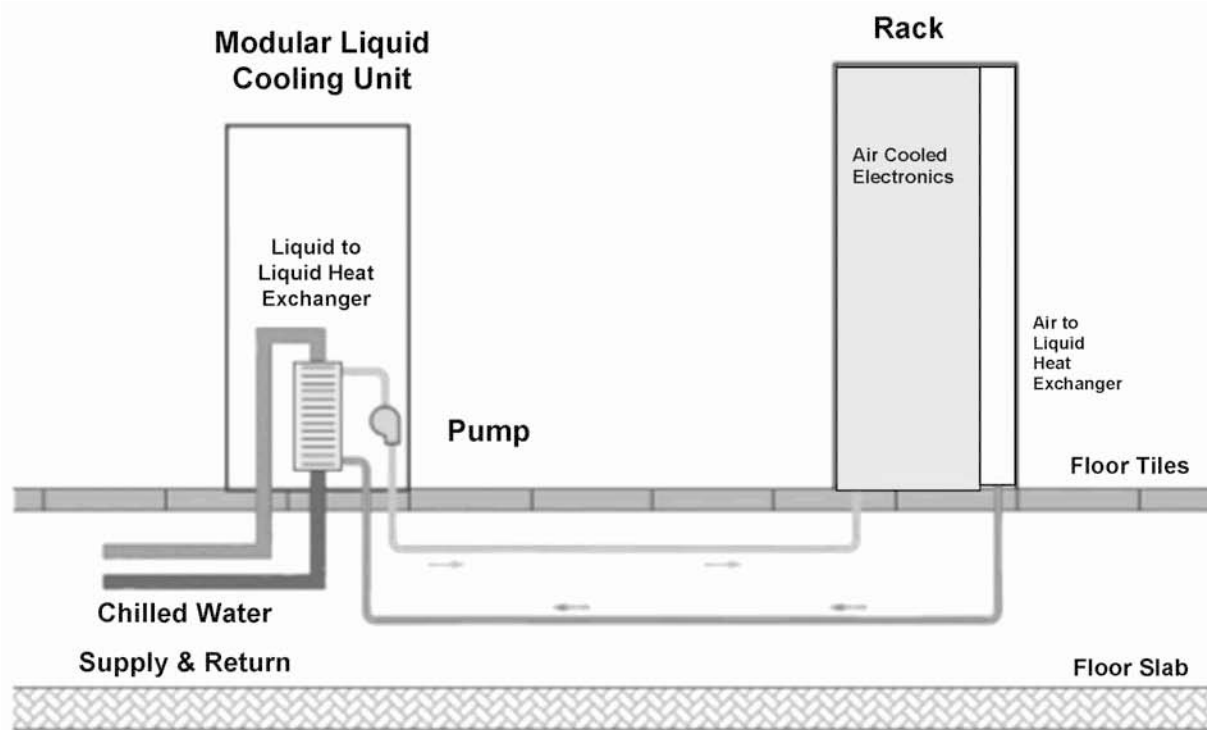 Modular Liquid
Cooling Unit
Rack
Air Cooled
Electronics
Liquid to
Liquid Heat
Exchanger
Air to
Liquid
Heat
Exchanger
Pump
Floor Tiles
Chilled Water
Supply & Return
Floor Slab